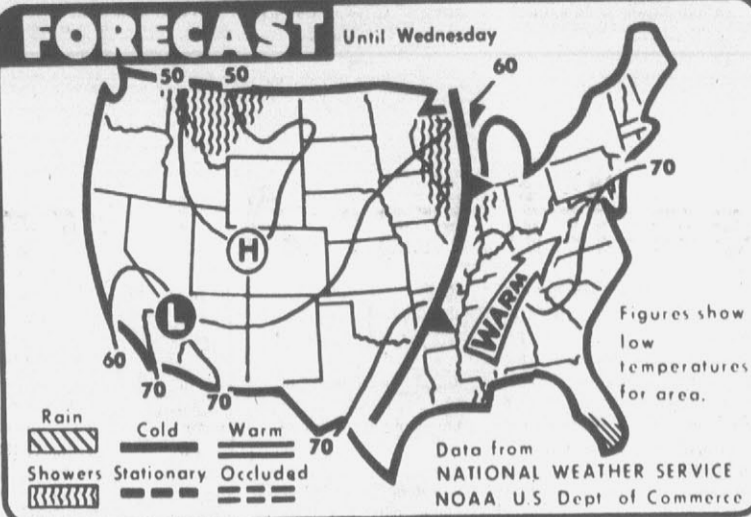 FORECAST
Until Wednesday
50 50
60
70
H
L
WARM
60
70
70
70
Figures show
low
temperatures
for area.
Rain
Cold
Warm
Showers
Stationary
Occluded
Data from
NATIONAL WEATHER SERVICE
NOAA U.S Dept of Commerce